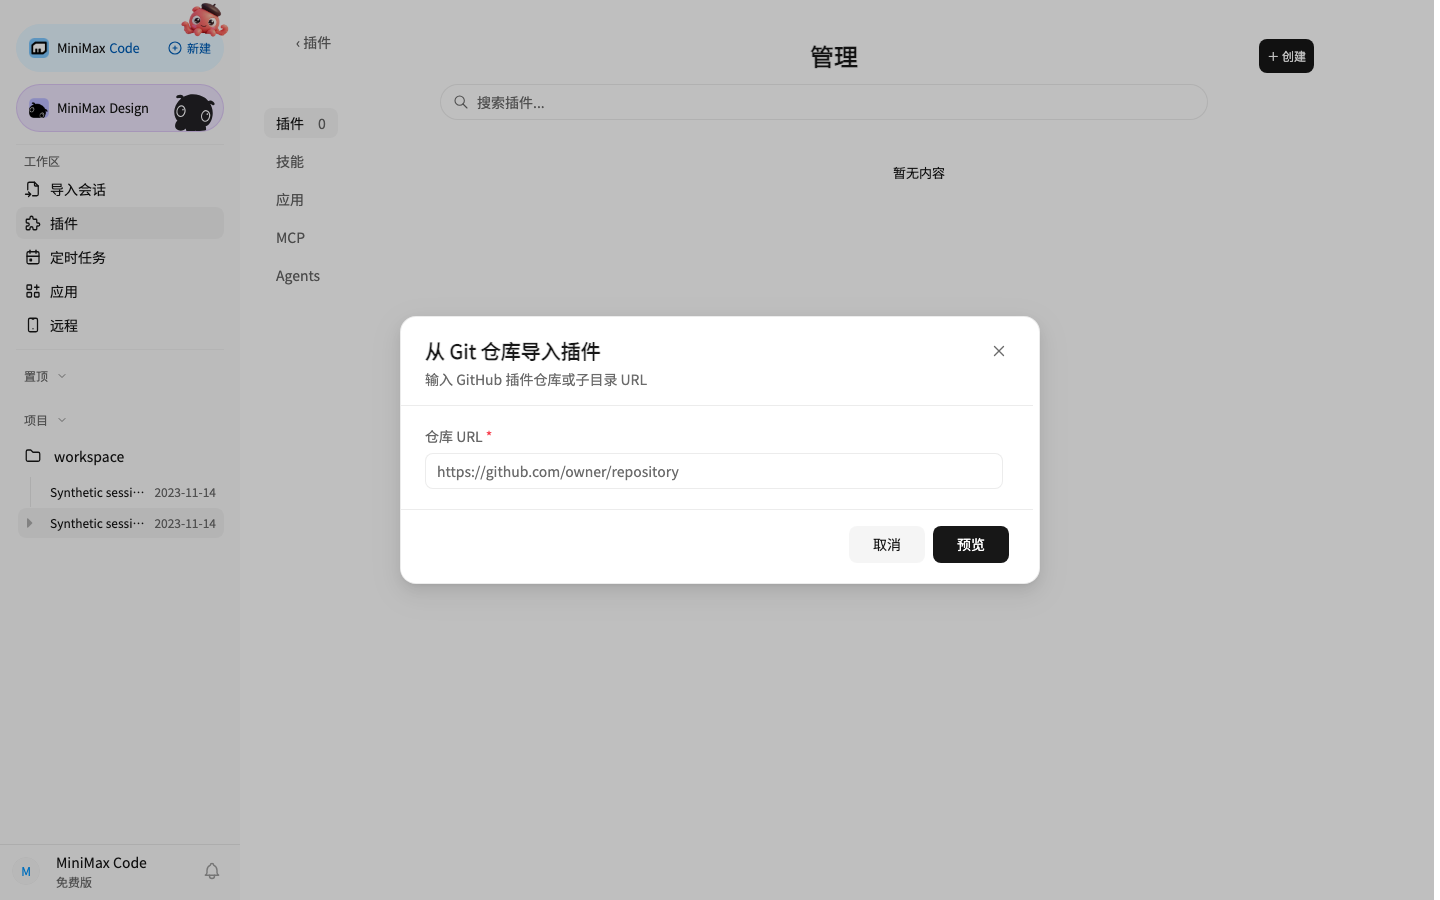 MiniMax Code
新建
MiniMax Design
工作区
导入会话
插件
定时任务
应用
远程
置顶
项目
workspace
Synthetic sessi··· 2023-11-14
Synthetic sessi··· 2023-11-14
M
MiniMax Code
免费版
‹ 插件
管理
创建
搜索插件...
插件 0
技能
应用
MCP
Agents
暂无内容
从 Git 仓库导入插件
输入 GitHub 插件仓库或子目录 URL
仓库 URL *
https://github.com/owner/repository
取消
预览